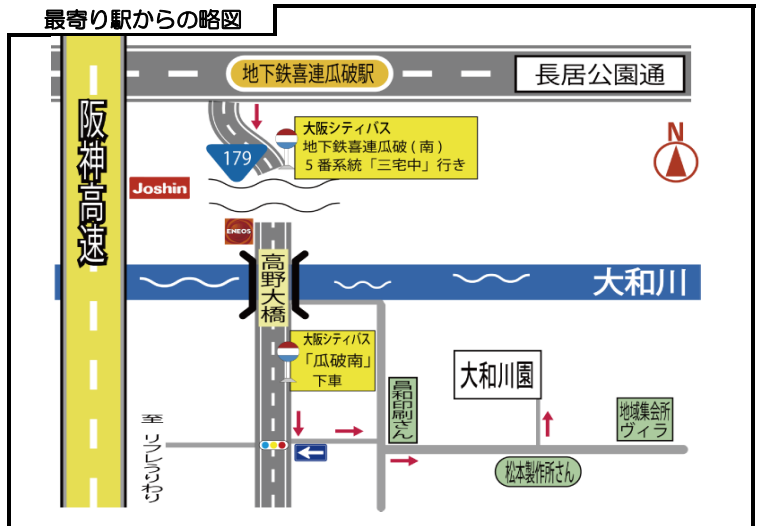 最寄り駅からの略図
地下鉄喜連瓜破駅
長居公園通
阪神高速
大阪シティバス
地下鉄喜連瓜破(南)
5番系統「三宅中」行き
179
N
Joshin
ENEOS
高野大橋
大和川
大阪シティバス
「瓜破南」
下車
大和川園
昌和印刷さん
地域集会所
ヴィラ
至 リフレうりわり
松本製作所さん